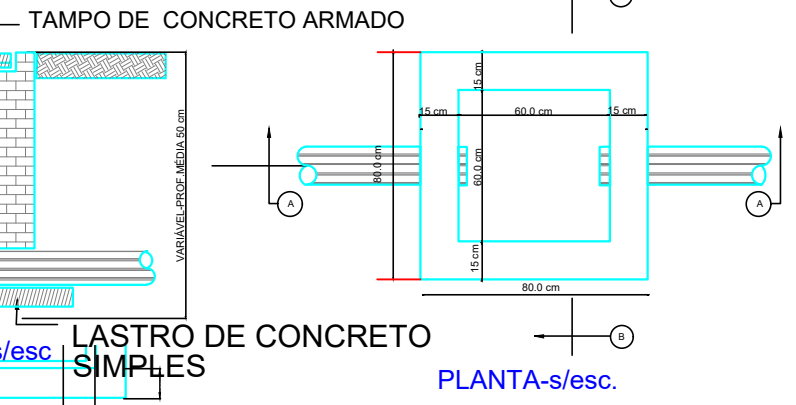 TAMPO DE CONCRETO ARMADO
VARIÁVEL-PROF.MÉDIA 50 cm
15 cm
15 cm
60.0 cm
15 cm
80.0 cm
60.0 cm
A
A
15 cm
80.0 cm
LASTRO DE CONCRETO
SIMPLES
s/esc
B
PLANTA-s/esc.